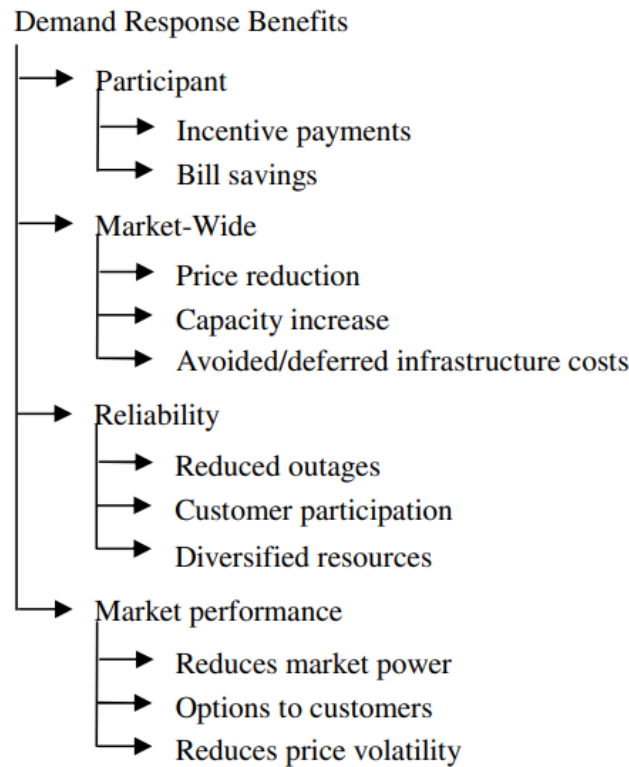 Demand Response Benefits
Participant
Incentive payments
Bill savings
Market-Wide
Price reduction
Capacity increase
Avoided/deferred infrastructure costs
Reliability
Reduced outages
Customer participation
Diversified resources
Market performance
Reduces market power
Options to customers
Reduces price volatility